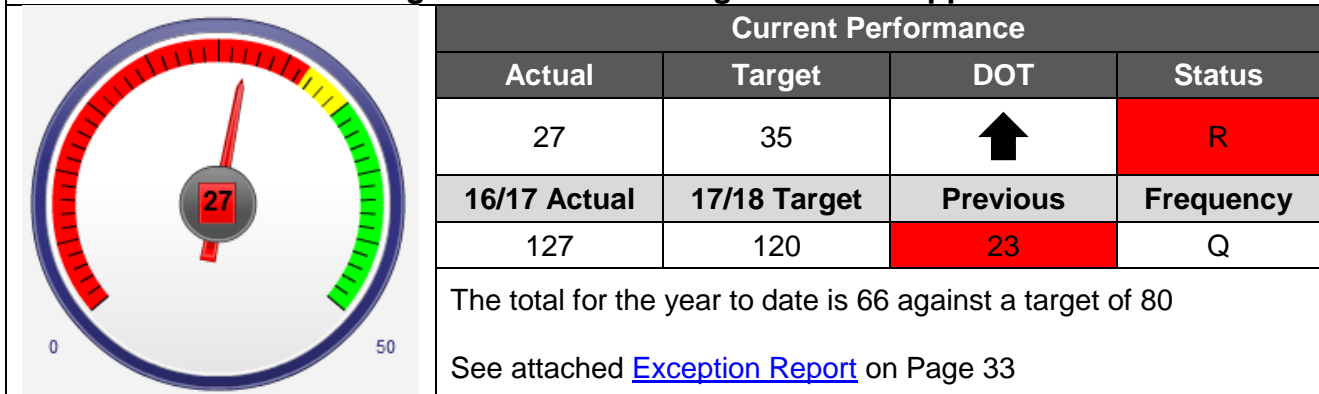 Current Performance
Actual Target DOT Status
27 35 R
16/17 Actual 17/18 Target Previous Frequency
127 120 23 Q
The total for the year to date is 66 against a target of 80
See attached Exception Report on Page 33
27
0 50